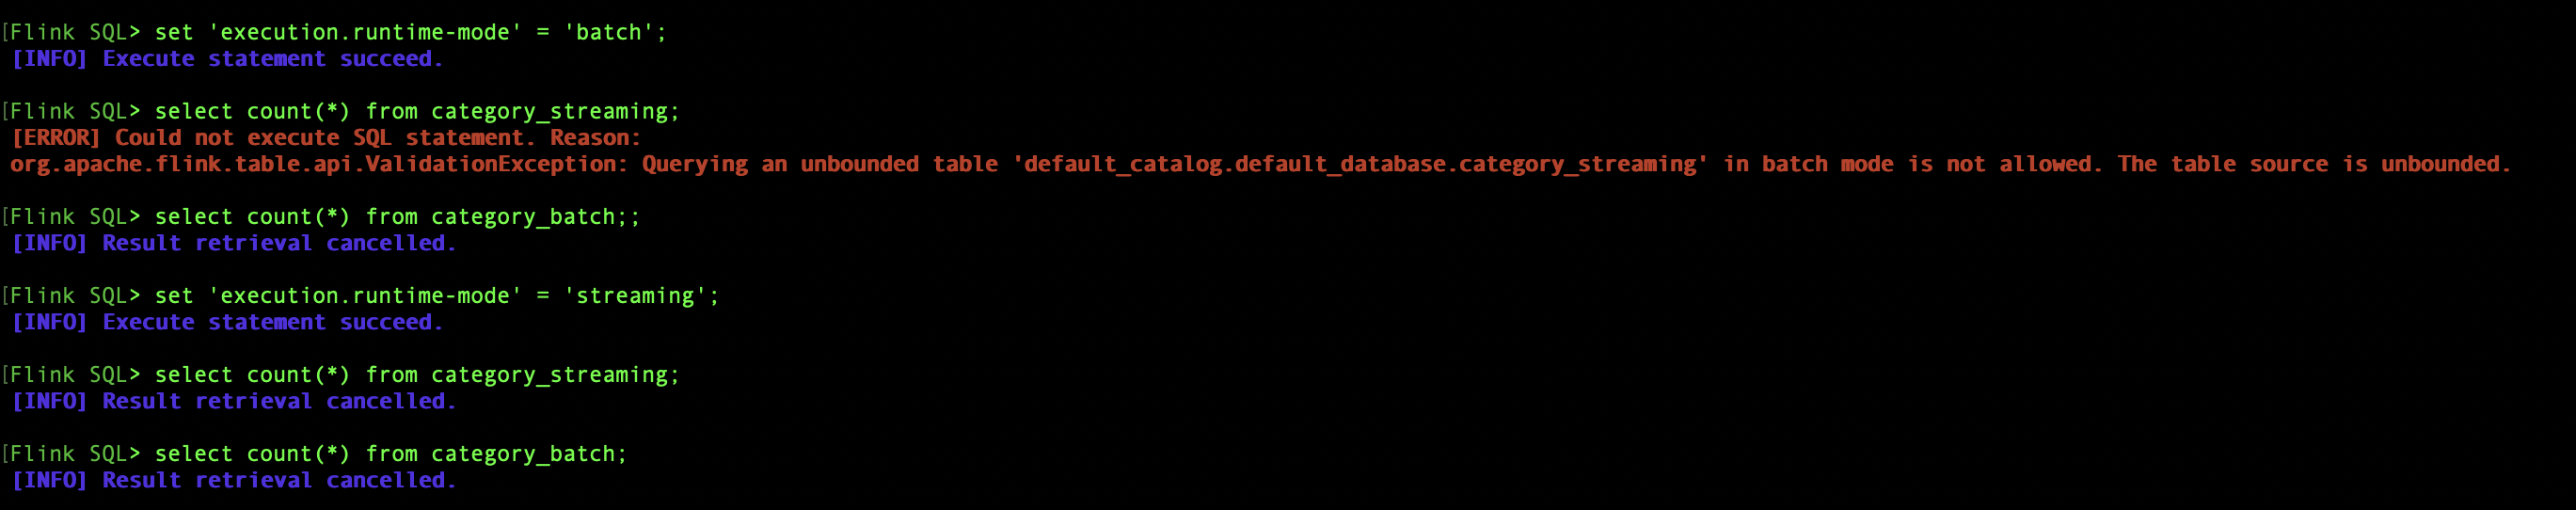 [Flink SQL> set 'execution.runtime-mode' = 'batch';
[INFO] Execute statement succeed.
[Flink SQL> select count(*) from category_streaming;
[ERROR] Could not execute SQL statement. Reason:
org.apache.flink.table.api.ValidationException: Querying an unbounded table 'default_catalog.default_database.category_streaming' in batch mode is not allowed. The table source is unbounded.
[Flink SQL> select count(*) from category_batch;;
[INFO] Result retrieval cancelled.
[Flink SQL> set 'execution.runtime-mode' = 'streaming';
[INFO] Execute statement succeed.
[Flink SQL> select count(*) from category_streaming;
[INFO] Result retrieval cancelled.
[Flink SQL> select count(*) from category_batch;
[INFO] Result retrieval cancelled.